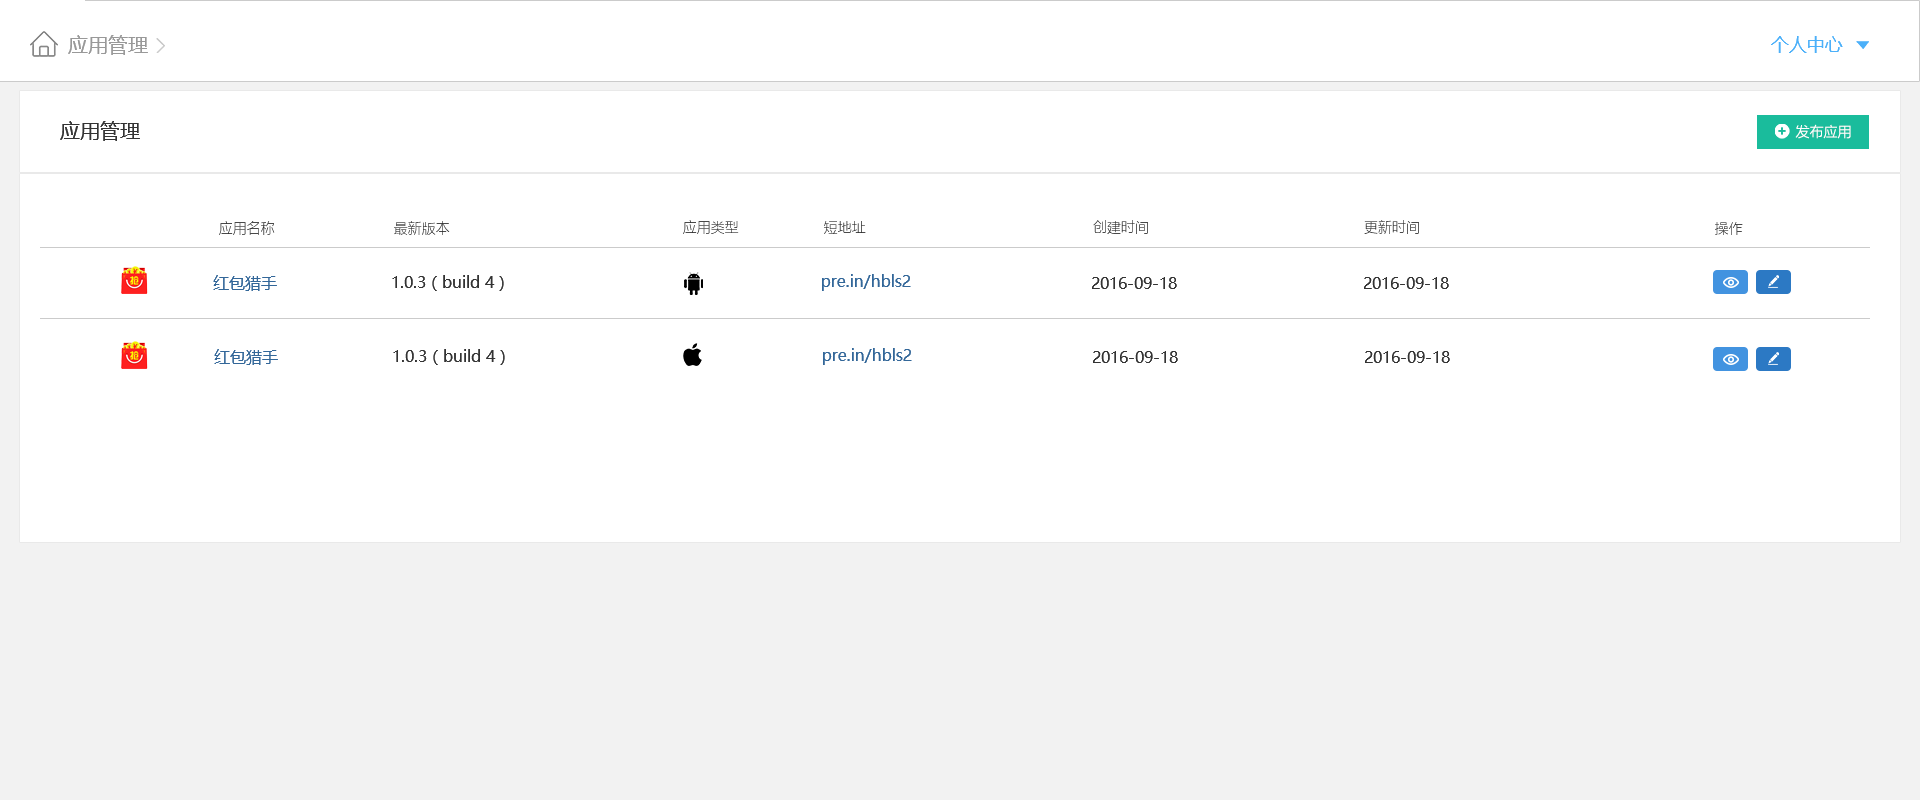 应用管理
个人中心
应用管理
发布应用
应用名称 最新版本 应用类型 短地址 创建时间 更新时间 操作
抢 红包猎手 1.0.3 ( build 4 ) pre.in/hbls2 2016-09-18 2016-09-18
抢 红包猎手 1.0.3 ( build 4 ) pre.in/hbls2 2016-09-18 2016-09-18